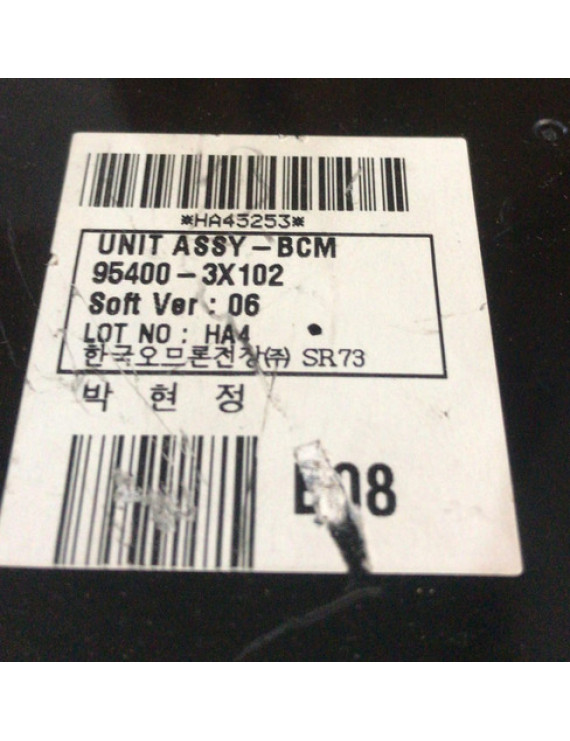 *HA45253*
UNIT ASSY-BCM
95400-3X102
Soft Ver : 06
LOT NO : HA4
한국오므론전장㈜ SR73
박 현 정